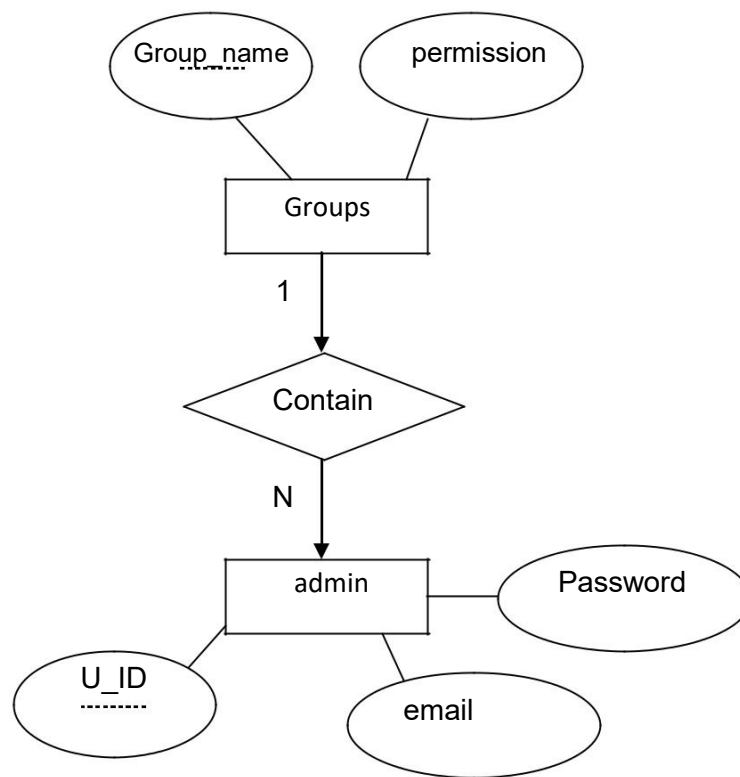 Group_name
permission
Groups
1
Contain
N
admin
Password
U_ID
email